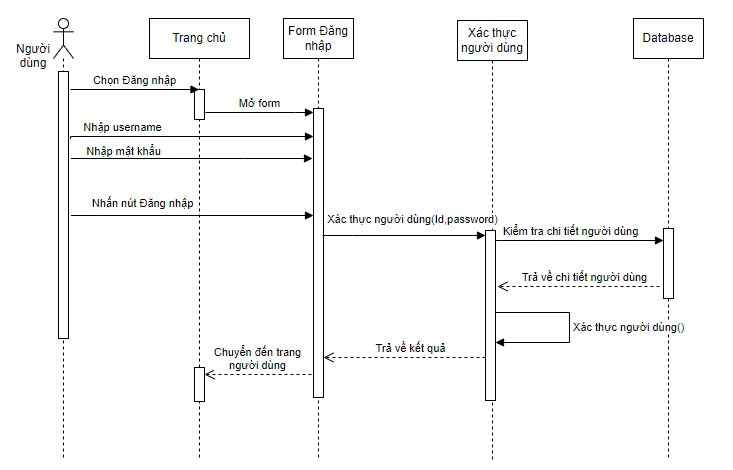 Người
dùng
Trang chủ
Form Đăng
nhập
Xác thực
người dùng
Database
Chọn Đăng nhập
Mở form
Nhập username
Nhập mật khẩu
Nhấn nút Đăng nhập
Xác thực người dùng(Id,password)
Kiểm tra chi tiết người dùng
Trả về chi tiết người dùng
Xác thực người dùng()
Trả về kết quả
Chuyển đến trang
người dùng